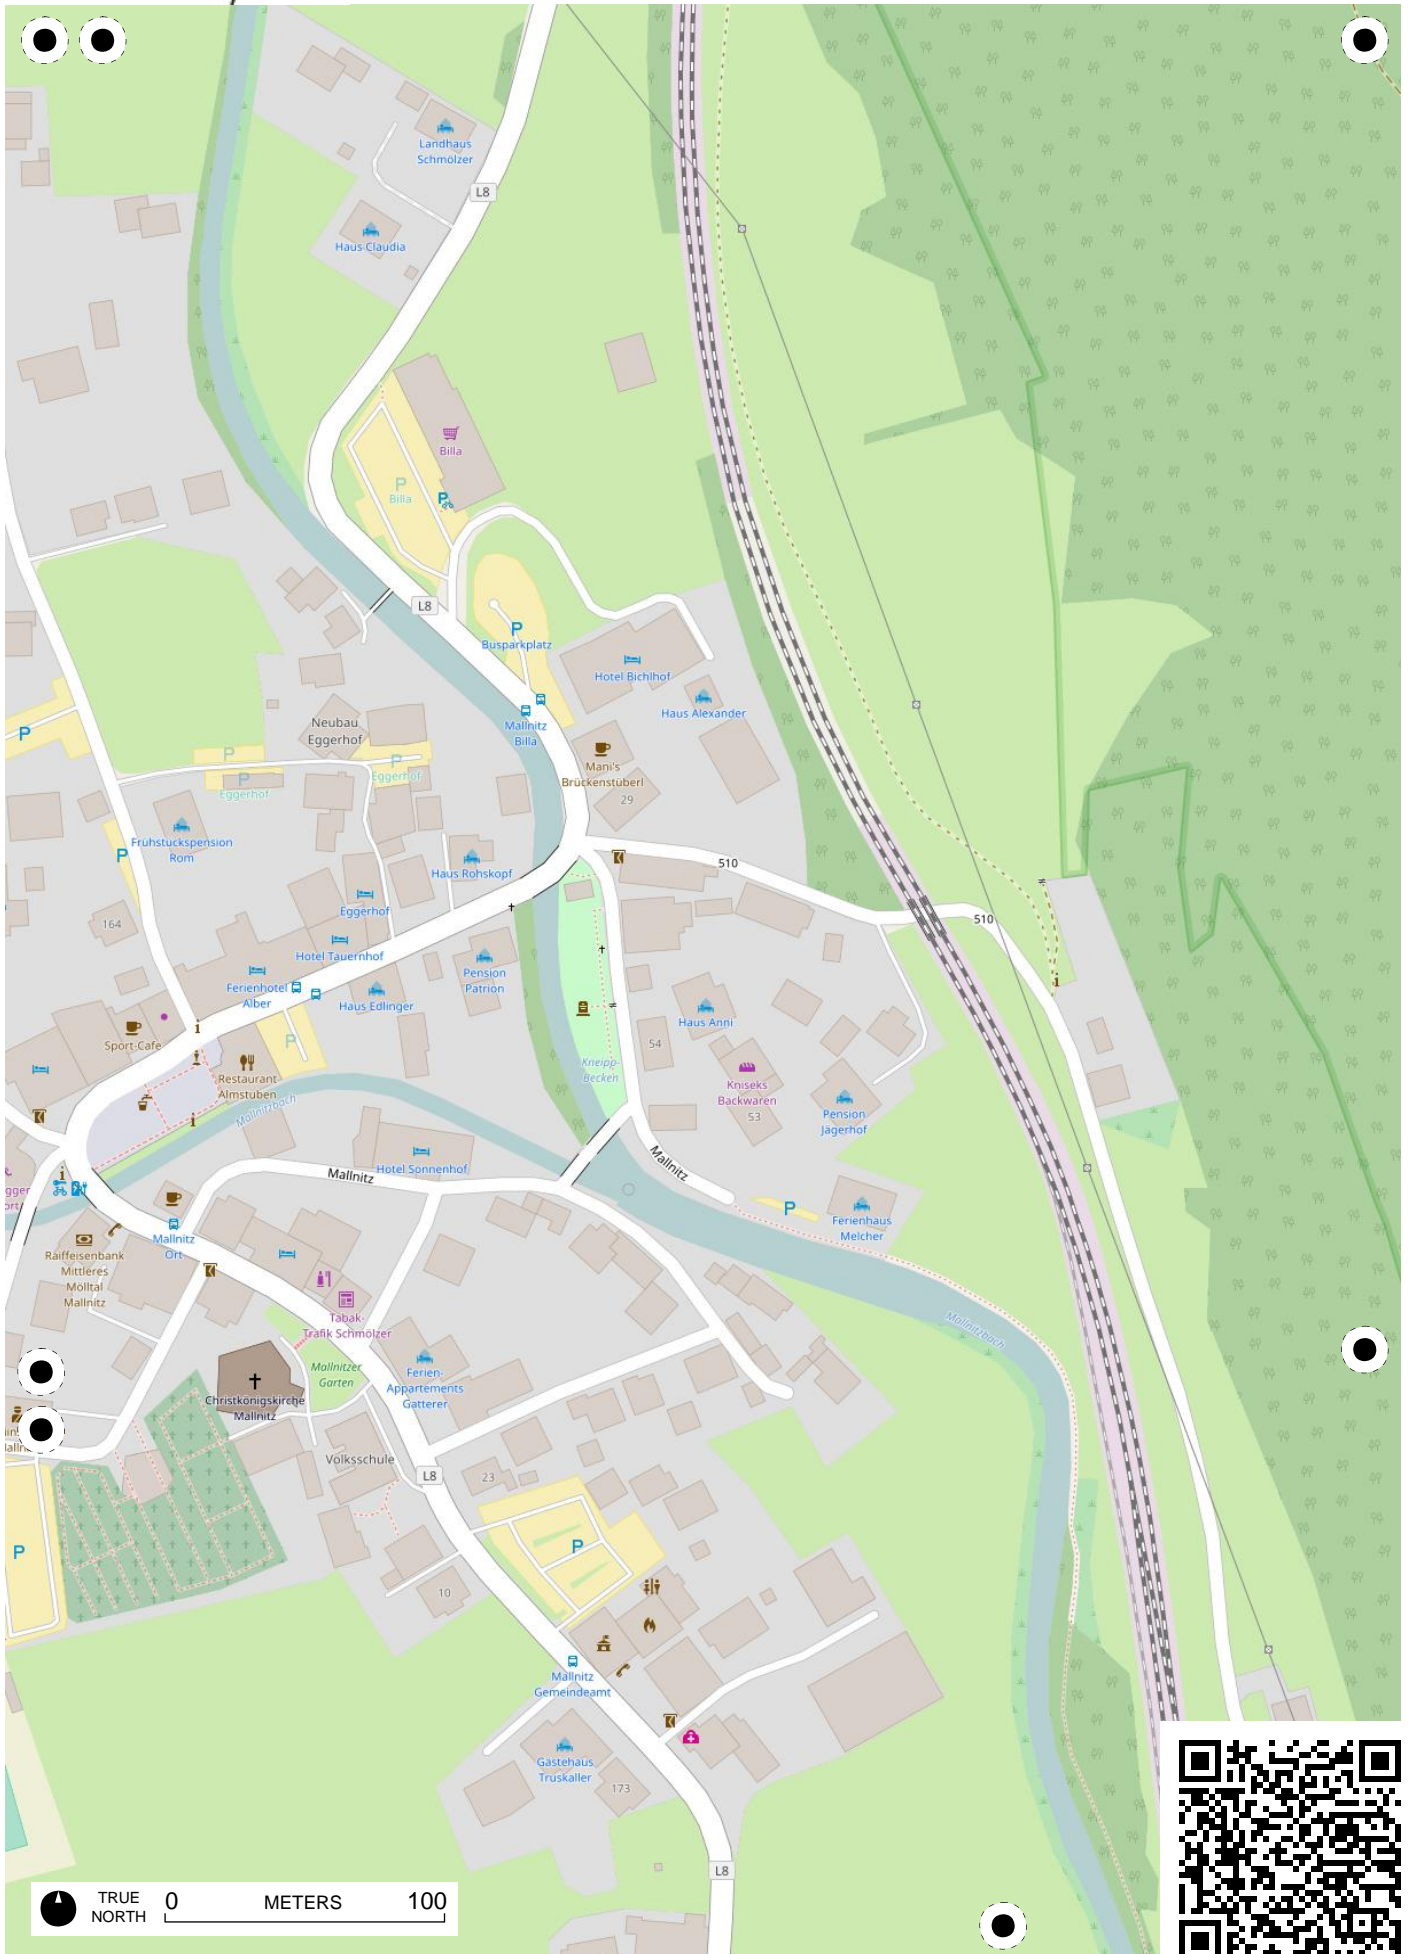 Landhaus
Schmölzer
L8
Haus Claudia
Billa
P
Billa
P
L8
P
Busparkplatz
Hotel Bichlhof
Haus Alexander
Mallnitz
Billa
Neubau
Eggerhof
P
P
P
Eggerhof
P
Eggerhof
Mani's
Brückenstüberl
29
Frühstückspension
Rom
P
Haus Rohskopf
510
Eggerhof
164
510
Hotel Tauernhof
Pension
Patrion
Ferienhotel
Alber
Haus Edlinger
i
Haus Anni
i
Sport-Cafe
P
54
Restaurant
Almstuben
Kneipp-
Becken
Kniseks
Backwaren
53
Pension
Jägerhof
Mallnitzbach
i
Hotel Sonnenhof
Mallnitz
Mallnitz
i
P
Ferienhaus
Melcher
Mallnitz
Ort
Raiffeisenbank
Mittleres
Mölltal
Mallnitz
Tabak-
Trafik Schmölzer
Mallnitzbach
Mallnitzer
Garten
Ferien-
Appartements
Gatterer
Christkönigskirche
Mallnitz
Volksschule
L8
23
P
P
10
Mallnitz
Gemeindeamt
Gästehaus
Truskaller
173
L8
TRUE
NORTH
0 METERS 100